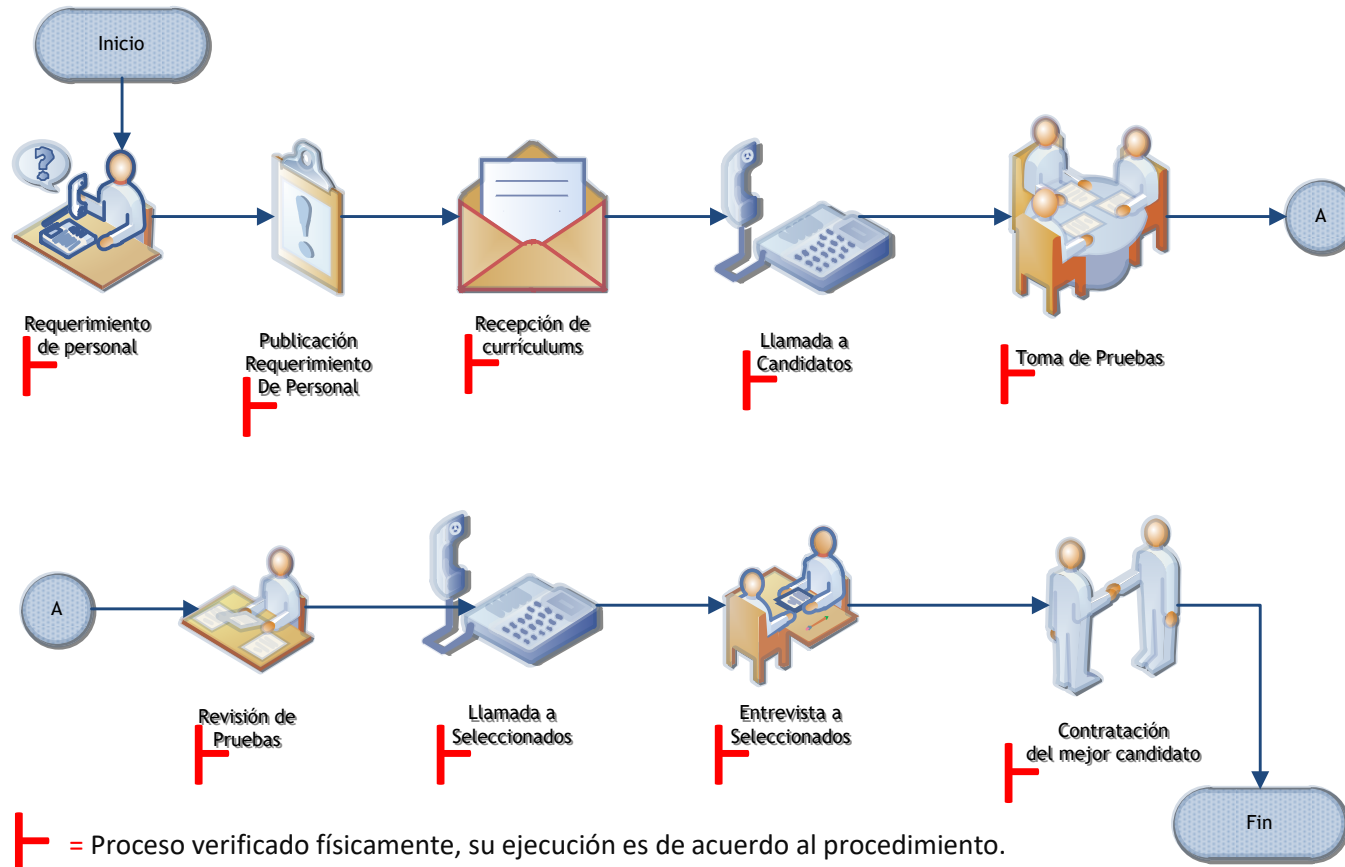 Inicio
?
!
A
Requerimiento
de personal
Publicación
Requerimiento
De Personal
Recepción de
currículums
Llamada a
Candidatos
Toma de Pruebas
A
Revisión de
Pruebas
Llamada a
Seleccionados
Entrevista a
Seleccionados
Contratación
del mejor candidato
Fin
= Proceso verificado físicamente, su ejecución es de acuerdo al procedimiento.